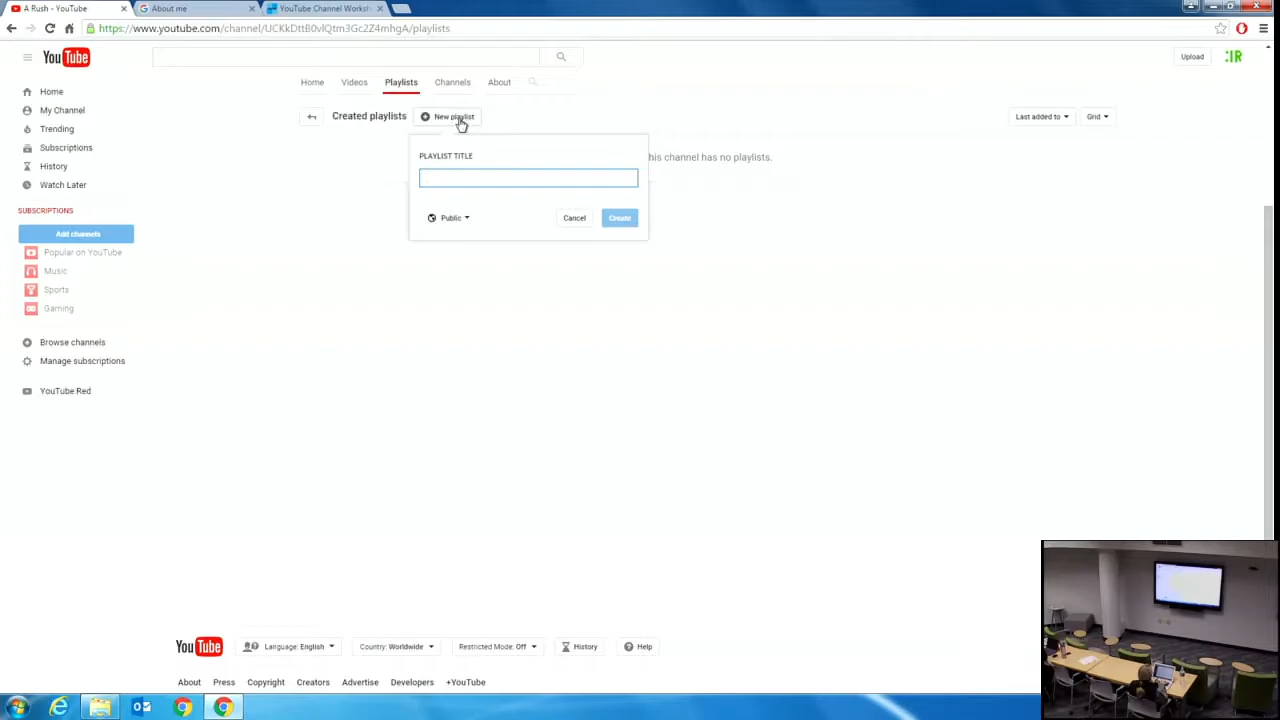 A Rush - YouTube
About me
YouTube Channel Worksh
https://www.youtube.com/channel/UCKkDttB0vlQtm3Gc2Z4mhgA/playlists
YouTube
Upload
:IR
Home
Videos
Playlists
Channels
About
Created playlists
New playlist
Last added to
Grid
his channel has no playlists.
PLAYLIST TITLE
Public
Cancel
Create
Home
My Channel
Trending
Subscriptions
History
Watch Later
SUBSCRIPTIONS
Add channels
Popular on YouTube
Music
Sports
Gaming
Browse channels
Manage subscriptions
YouTube Red
YouTube
Language: English
Country: Worldwide
Restricted Mode: Off
History
Help
About Press Copyright Creators Advertise Developers +YouTube